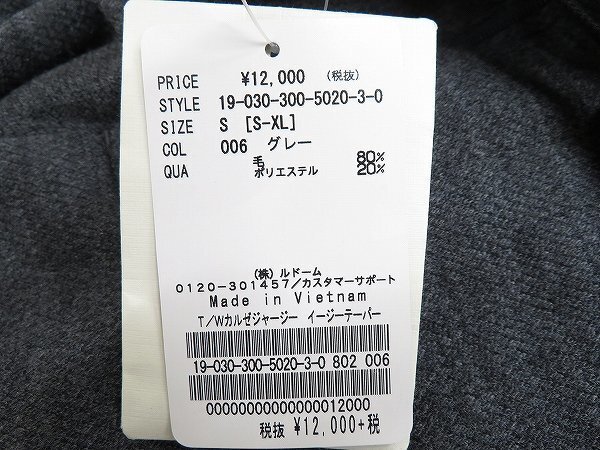 PRICE ¥12,000 (税抜)
STYLE 19-030-300-5020-3-0
SIZE S [S-XL]
COL 006 グレー
QUA 毛 80%
ポリエステル 20%
(株)ルドーム
0120-301457/カスタマーサポート
Made in Vietnam
T/Wカルゼジャージー イージーテーパー
19-030-300-5020-3-0 802 006
00000000000000012000
税抜 ¥12,000+税